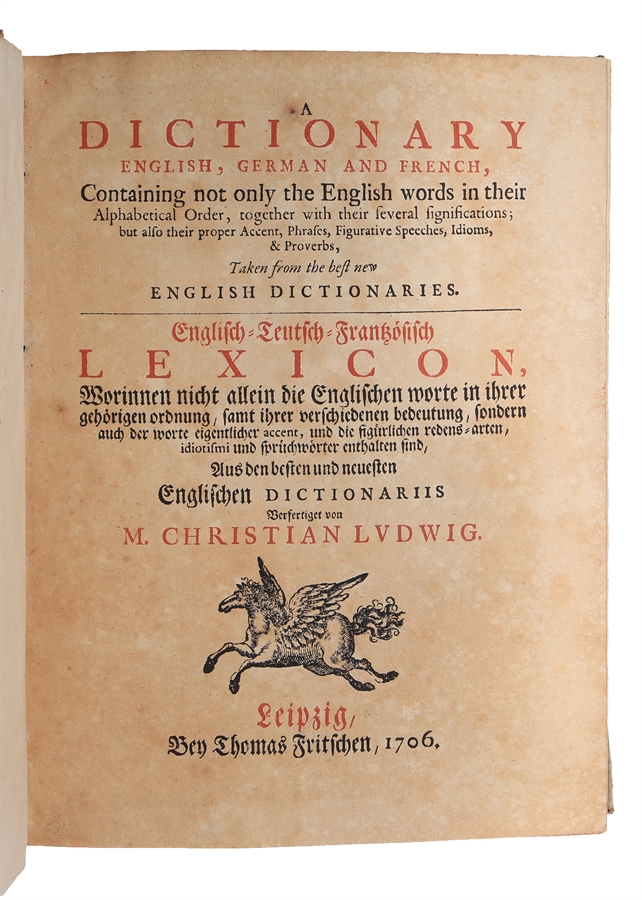 A
DICTIONARY
ENGLISH, GERMAN AND FRENCH,
Containing not only the English words in their
Alphabetical Order, together with their ſeveral ſignifications;
but alſo their proper Accent, Phraſes, Figurative Speeches, Idioms,
& Proverbs,
Taken from the beſt new
ENGLISH DICTIONARIES.
Engliſch-Teutſch-Frantzöſiſch
LEXICON,
Worinnen nicht allein die Engliſchen worte in ihrer
gehörigen ordnung, ſamt ihrer verſchiedenen bedeutung, ſondern
auch der worte eigentlicher accent, und die figürlichen redens-arten,
idiotiſmi und ſprüchwörter enthalten ſind,
Aus den beſten und neueſten
Engliſchen DICTIONARIIS
Verfertiget von
M. CHRISTIAN LVDWIG.
Leipzig,
Bey Thomas Fritſchen, 1706.